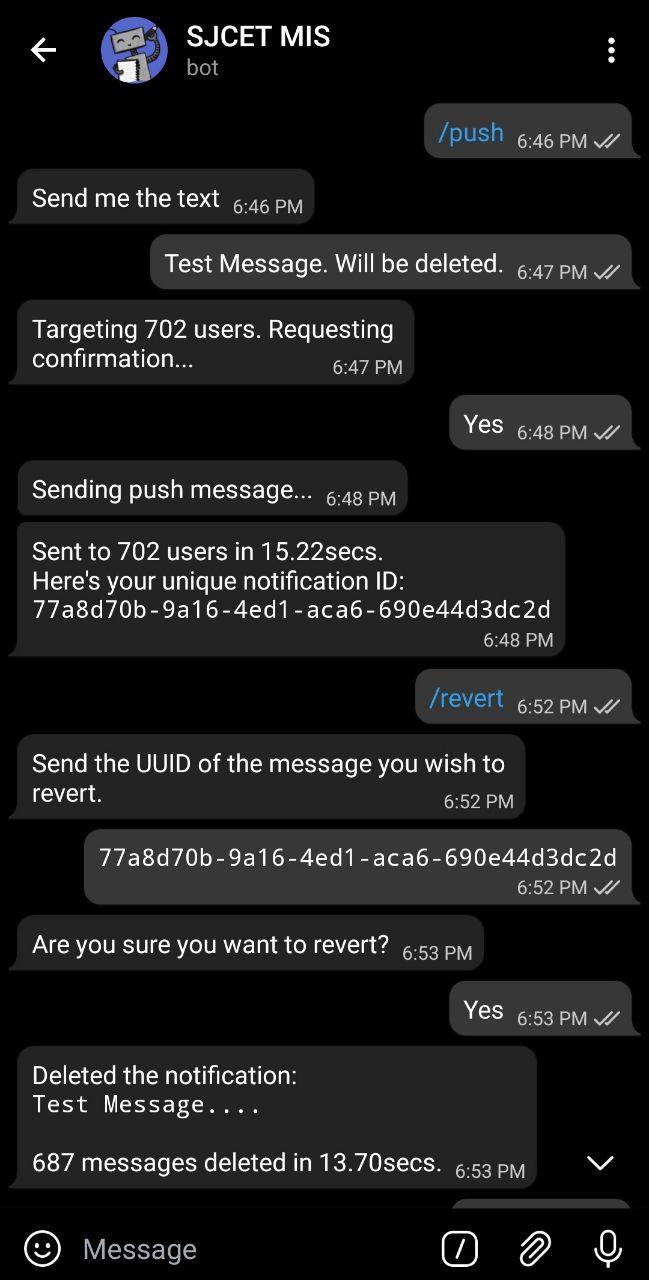 SJCET MIS
bot
/push 6:46 PM
Send me the text 6:46 PM
Test Message. Will be deleted. 6:47 PM
Targeting 702 users. Requesting
confirmation... 6:47 PM
Yes 6:48 PM
Sending push message... 6:48 PM
Sent to 702 users in 15.22secs.
Here's your unique notification ID:
77a8d70b-9a16-4ed1-aca6-690e44d3dc2d
6:48 PM
/revert 6:52 PM
Send the UUID of the message you wish to
revert. 6:52 PM
77a8d70b-9a16-4ed1-aca6-690e44d3dc2d
6:52 PM
Are you sure you want to revert? 6:53 PM
Yes 6:53 PM
Deleted the notification:
Test Message....
687 messages deleted in 13.70secs. 6:53 PM
Message